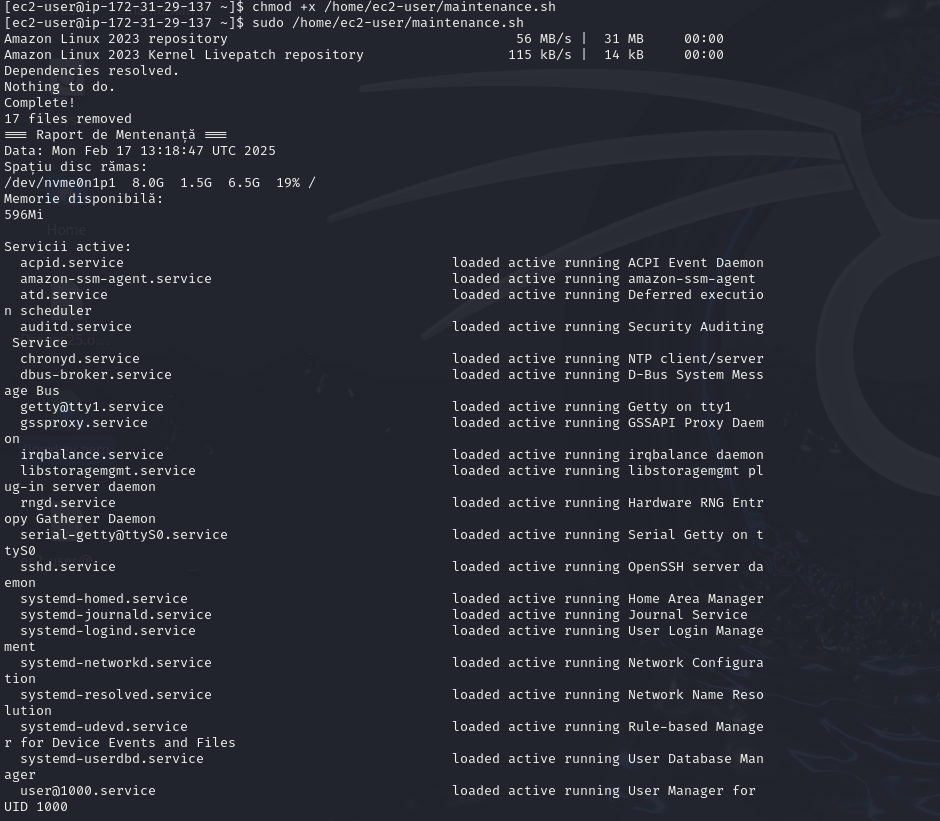 [ec2-user@ip-172-31-29-137 ~]$ chmod +x /home/ec2-user/maintenance.sh
[ec2-user@ip-172-31-29-137 ~]$ sudo /home/ec2-user/maintenance.sh
Amazon Linux 2023 repository                                    56 MB/s |  31 MB     00:00
Amazon Linux 2023 Kernel Livepatch repository                  115 kB/s |  14 kB     00:00
Dependencies resolved.
Nothing to do.
Complete!
17 files removed
=== Raport de Mentenanță ===
Data: Mon Feb 17 13:18:47 UTC 2025
Spațiu disc rămas:
/dev/nvme0n1p1  8.0G  1.5G  6.5G  19% /
Memorie disponibilă:
596Mi
Home
Servicii active:
  acpid.service                                         loaded active running ACPI Event Daemon
  amazon-ssm-agent.service                              loaded active running amazon-ssm-agent
  atd.service                                           loaded active running Deferred executio
n scheduler
  auditd.service                                        loaded active running Security Auditing
 Service
  chronyd.service                                       loaded active running NTP client/server
  dbus-broker.service                                   loaded active running D-Bus System Mess
age Bus
  getty@tty1.service                                    loaded active running Getty on tty1
  gssproxy.service                                      loaded active running GSSAPI Proxy Daem
on
  irqbalance.service                                    loaded active running irqbalance daemon
  libstoragemgmt.service                                loaded active running libstoragemgmt pl
ug-in server daemon
  rngd.service                                          loaded active running Hardware RNG Entr
opy Gatherer Daemon
  serial-getty@ttyS0.service                            loaded active running Serial Getty on t
tyS0
  sshd.service                                          loaded active running OpenSSH server da
emon
  systemd-homed.service                                 loaded active running Home Area Manager
  systemd-journald.service                              loaded active running Journal Service
  systemd-logind.service                                loaded active running User Login Manage
ment
  systemd-networkd.service                              loaded active running Network Configura
tion
  systemd-resolved.service                              loaded active running Network Name Reso
lution
  systemd-udevd.service                                 loaded active running Rule-based Manage
r for Device Events and Files
  systemd-userdbd.service                               loaded active running User Database Man
ager
  user@1000.service                                     loaded active running User Manager for
UID 1000